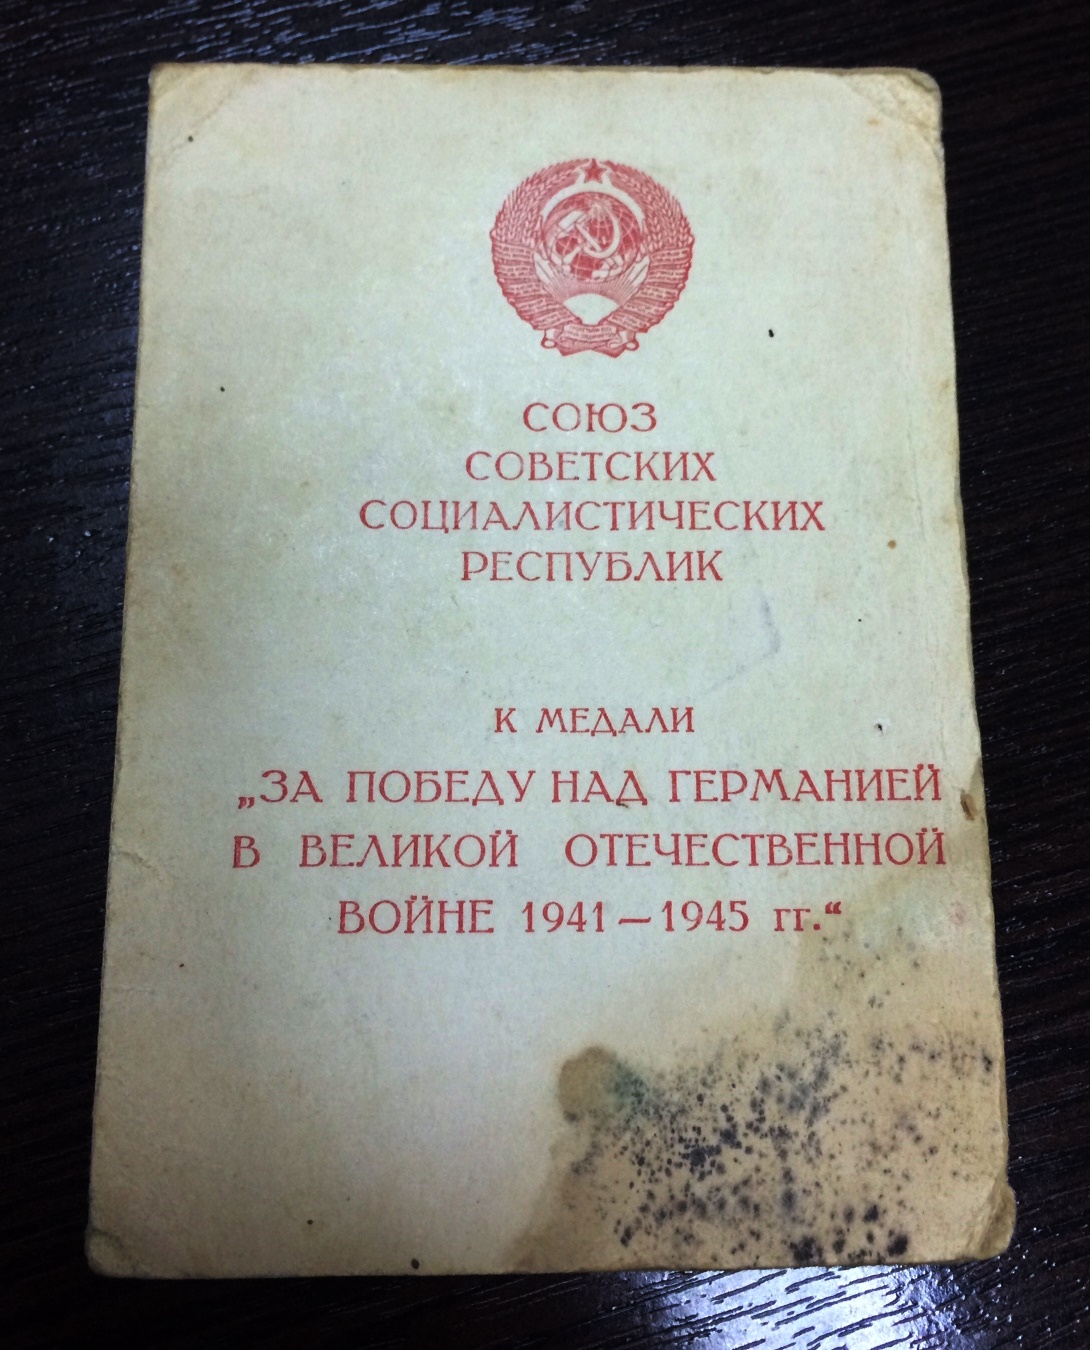 СОЮЗ
СОВЕТСКИХ
СОЦИАЛИСТИЧЕСКИХ
РЕСПУБЛИК
К МЕДАЛИ
„ЗА ПОБЕДУ НАД ГЕРМАНИЕЙ
В ВЕЛИКОЙ ОТЕЧЕСТВЕННОЙ
ВОЙНЕ 1941—1945 гг.“